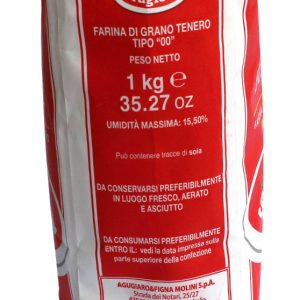 FARINA DI GRANO TENERO
TIPO "00"
PESO NETTO
1 kg e
35.27 oz
UMIDITÀ MASSIMA: 15,50%
Può contenere tracce di soia
DA CONSERVARSI PREFERIBILMENTE
IN LUOGO FRESCO, AERATO
E ASCIUTTO
DA CONSUMARSI PREFERIBILMENTE
ENTRO IL: vedi la data impressa sulla
parte superiore della confezione
AGUGIARO&FIGNA MOLINI S.p.A.
Strada dei Notari, 25/27